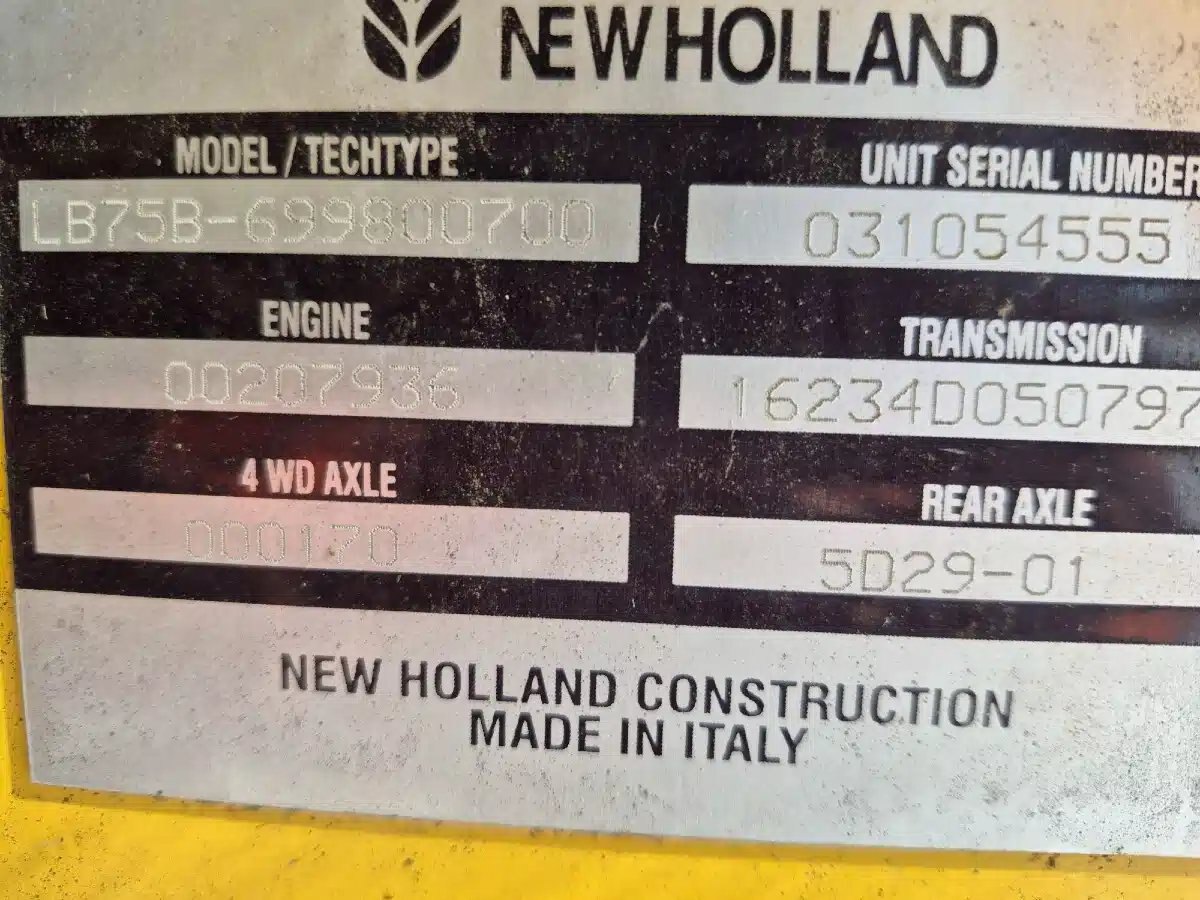 NEW HOLLAND
MODEL / TECHTYPE
LB75B-699800700
UNIT SERIAL NUMBER
031054555
ENGINE
00207936
TRANSMISSION
16234D050797
4 WD AXLE
000170
REAR AXLE
5D29-01
NEW HOLLAND CONSTRUCTION
MADE IN ITALY